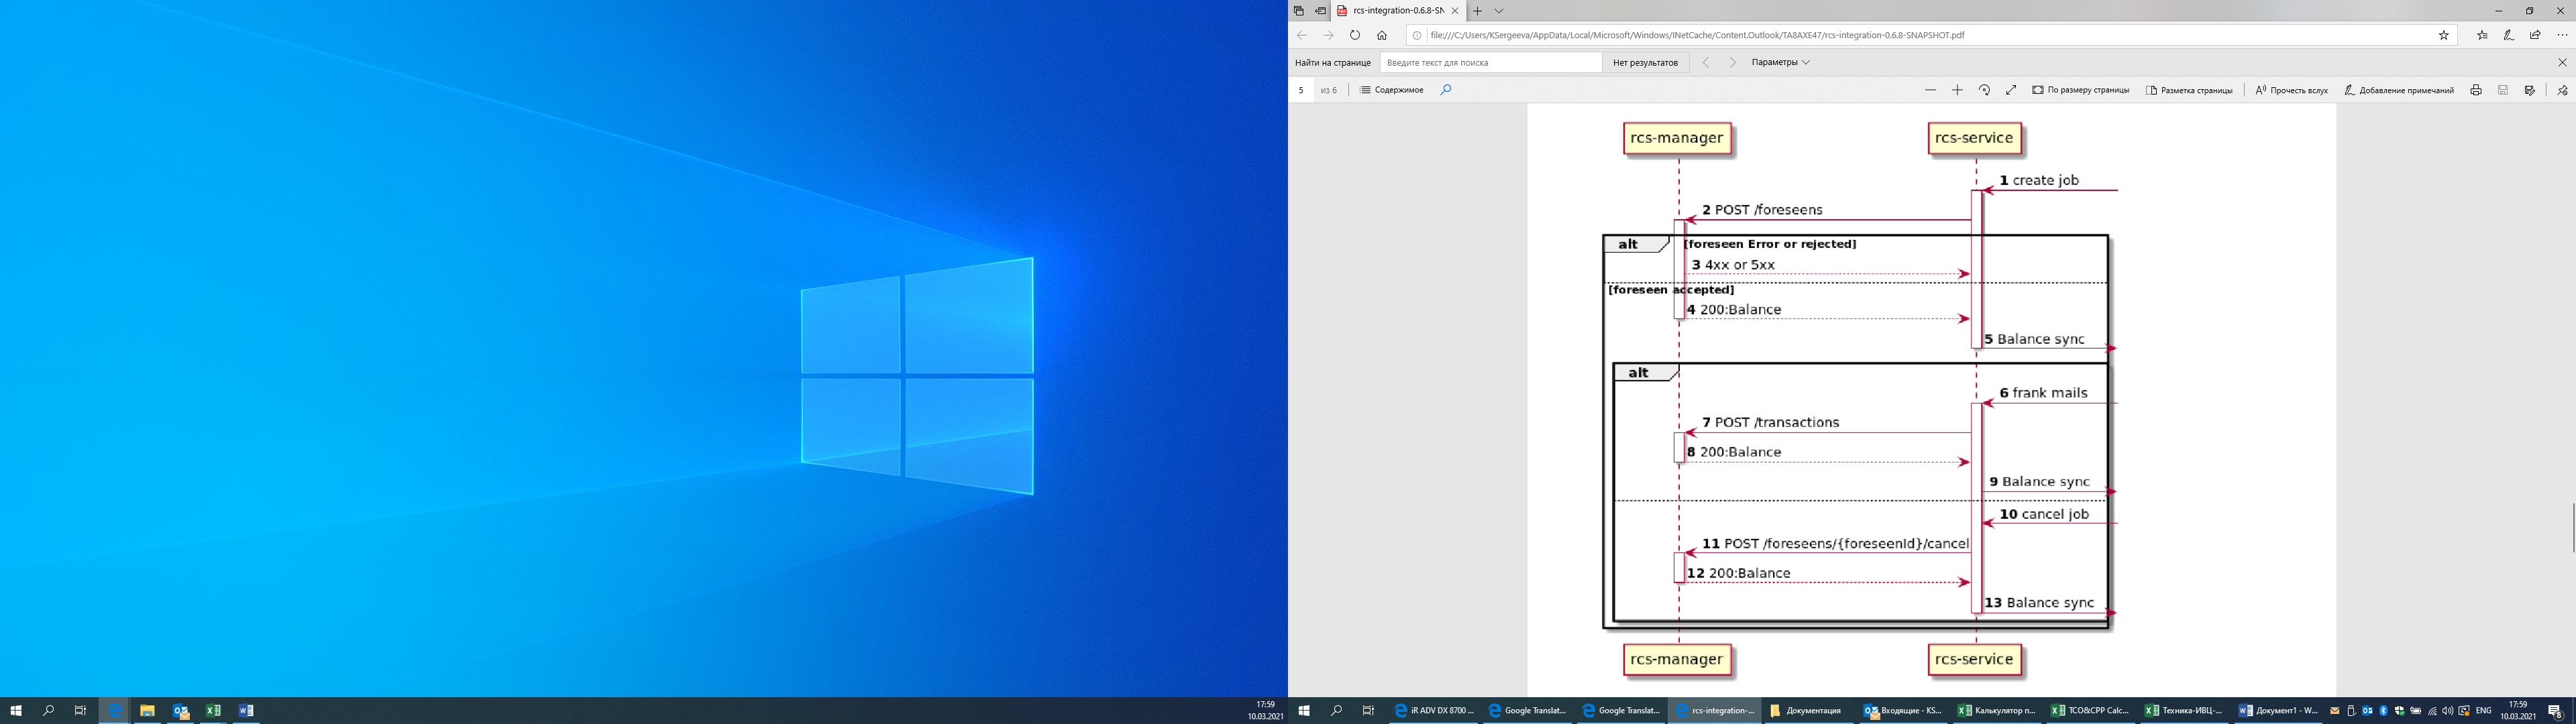 rcs-integration-0.6.8-SN
file:///C:/Users/KSergeeva/AppData/Local/Microsoft/Windows/INetCache/Content.Outlook/TA8AXE47/rcs-integration-0.6.8-SNAPSHOT.pdf
Найти на странице
Введите текст для поиска
Нет результатов
Параметры
5
из 6
Содержимое
По размеру страницы
Разметка страницы
Прочесть вслух
Добавление примечаний
rcs-manager
rcs-service
1 create job
2 POST /foreseens
alt
[foreseen Error or rejected]
3 4xx or 5xx
[foreseen accepted]
4 200:Balance
5 Balance sync
alt
6 frank mails
7 POST /transactions
8 200:Balance
9 Balance sync
10 cancel job
11 POST /foreseens/{foreseenId}/cancel
12 200:Balance
13 Balance sync
rcs-manager
rcs-service
17:59
10.03.2021
iR ADV DX 8700 ...
Google Translat...
Google Translat...
rcs-integration-...
Документация
Входящие - KS...
Калькулятор п...
TCO&CPP Calc...
Техника-ИВЦ-...
Документ1 - W...
ENG
17:59
10.03.2021